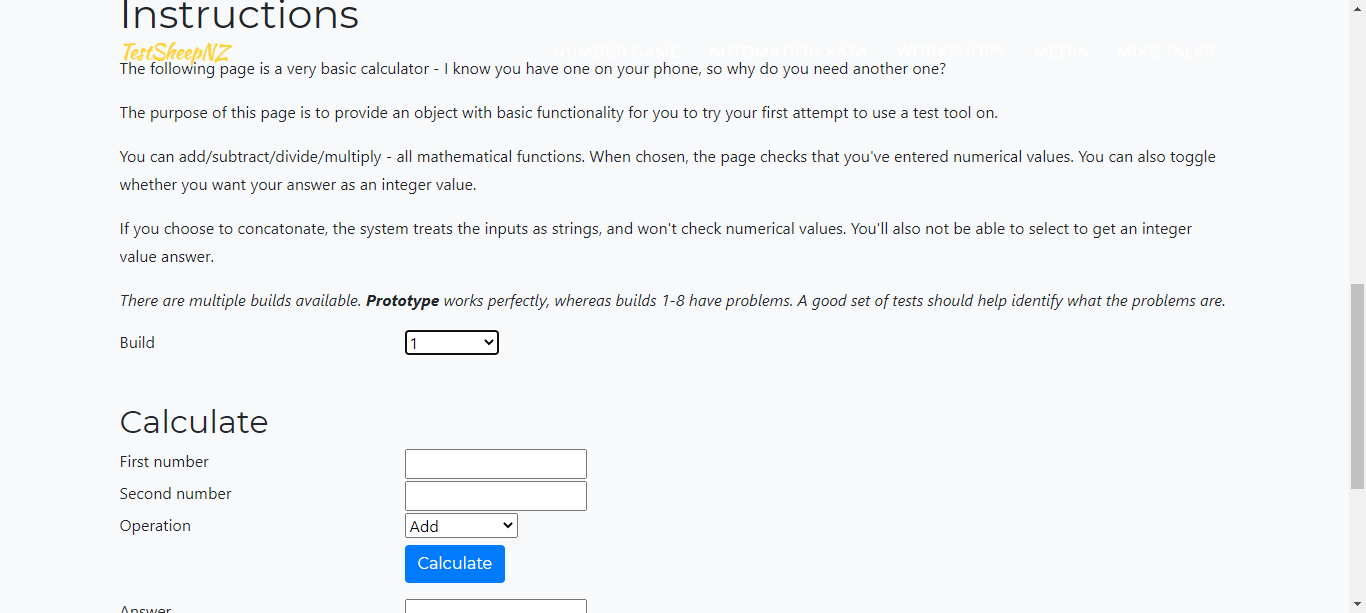 Instructions
TestSheepNZ
NUMBER GAME AUTOMATION KATA WORKSHOPS MEDIA MIKE TALKS
The following page is a very basic calculator - I know you have one on your phone, so why do you need another one?
The purpose of this page is to provide an object with basic functionality for you to try your first attempt to use a test tool on.
You can add/subtract/divide/multiply - all mathematical functions. When chosen, the page checks that you've entered numerical values. You can also toggle
whether you want your answer as an integer value.
If you choose to concatonate, the system treats the inputs as strings, and won't check numerical values. You'll also not be able to select to get an integer
value answer.
There are multiple builds available. Prototype works perfectly, whereas builds 1-8 have problems. A good set of tests should help identify what the problems are.
Build 1
Calculate
First number
Second number
Operation Add
Calculate
Answer